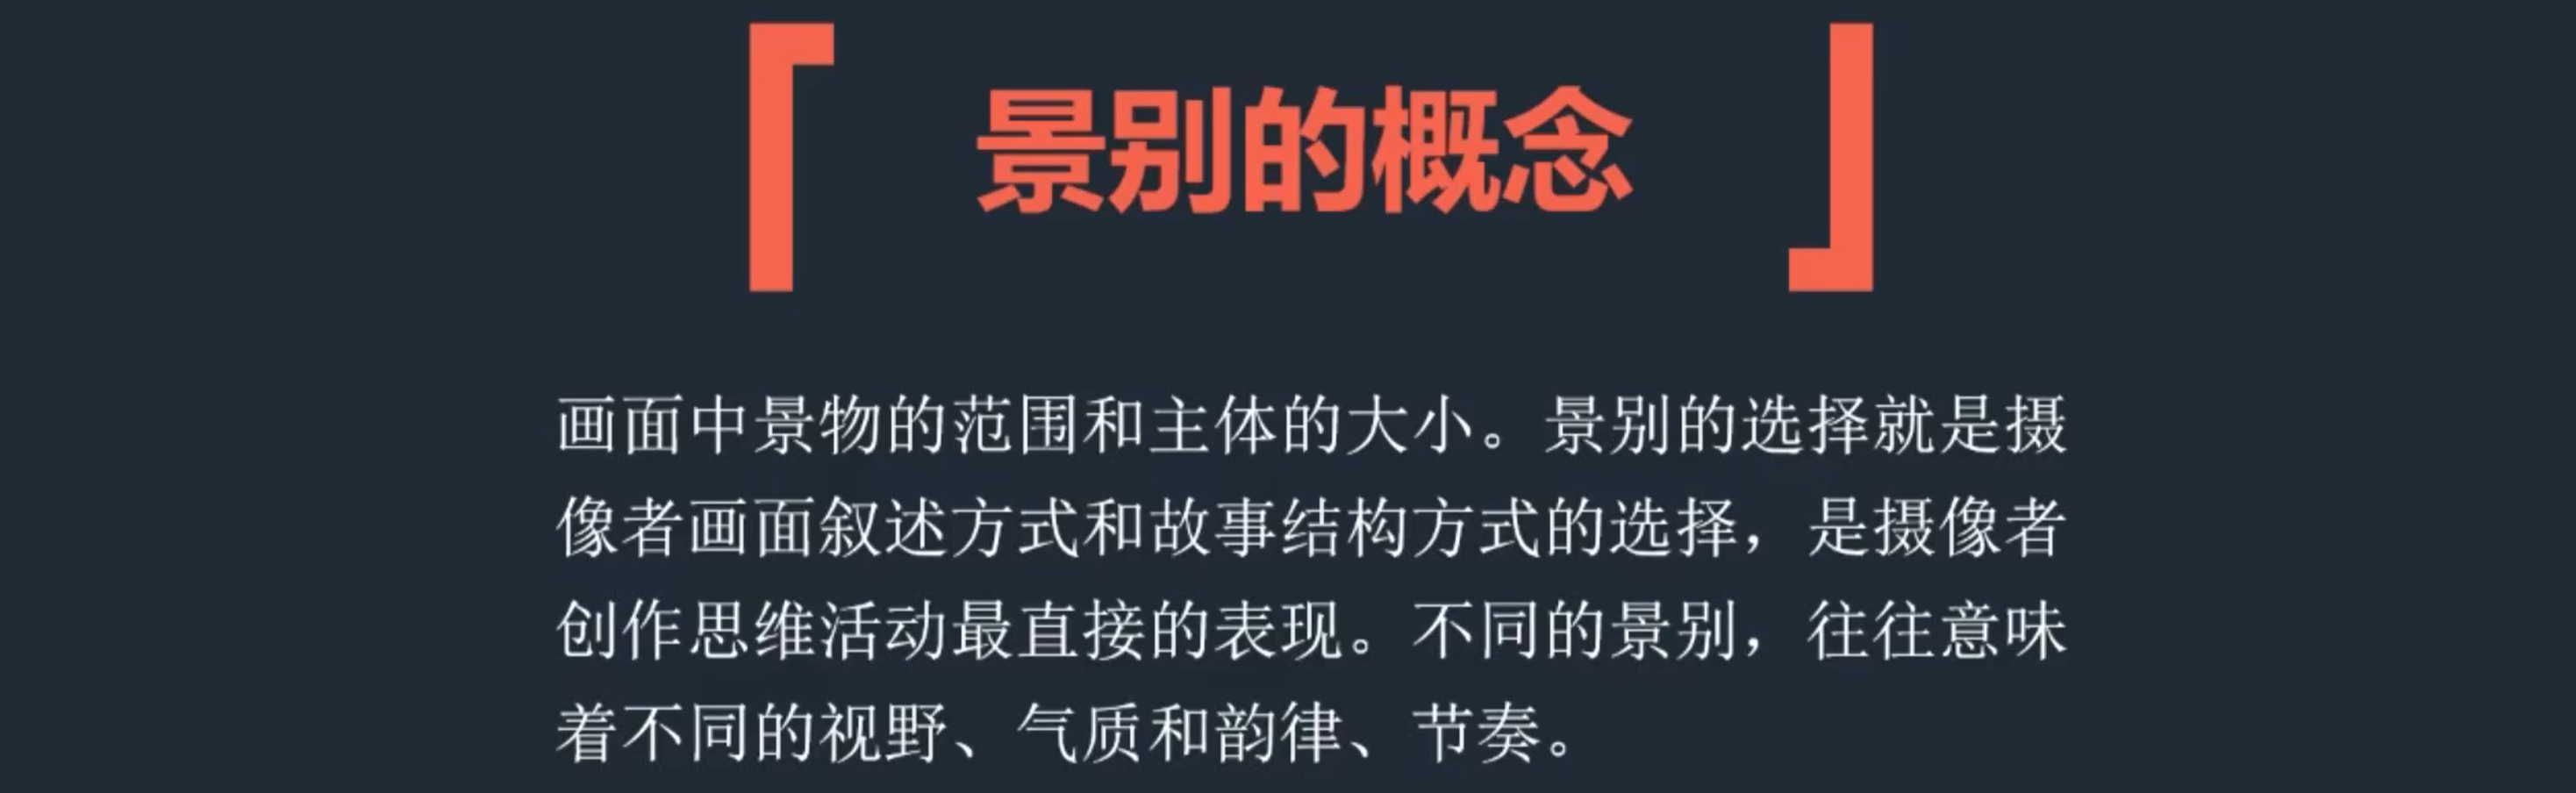 景别的概念
画面中景物的范围和主体的大小。景别的选择就是摄
像者画面叙述方式和故事结构方式的选择，是摄像者
创作思维活动最直接的表现。不同的景别，往往意味
着不同的视野、气质和韵律、节奏。